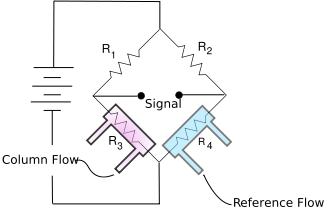 R1
R2
Signal
R3
R4
Column Flow
Reference Flow